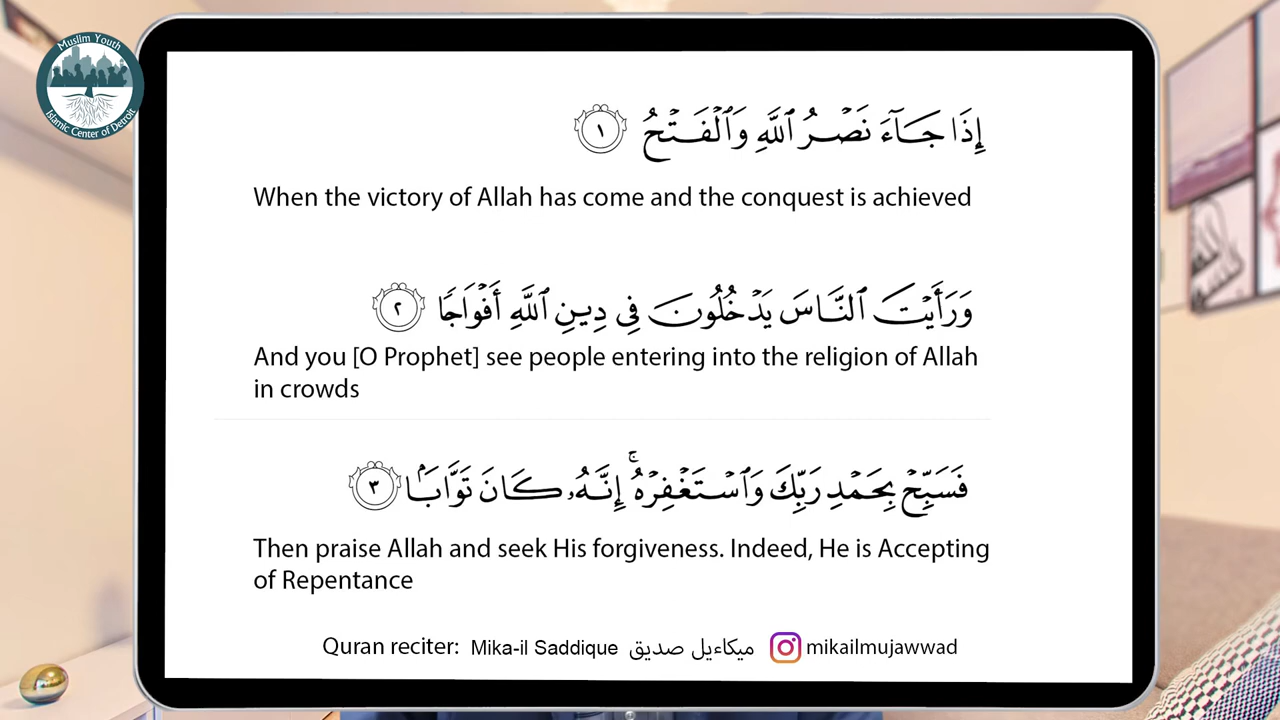 Muslim Youth
Islamic Center of Detroit
إِذَا جَآءَ نَصْرُ ٱللَّهِ وَٱلْفَتْحُ ١
When the victory of Allah has come and the conquest is achieved
وَرَأَيْتَ ٱلنَّاسَ يَدْخُلُونَ فِى دِينِ ٱللَّهِ أَفْوَاجًا ٢
And you [O Prophet] see people entering into the religion of Allah
in crowds
فَسَبِّحْ بِحَمْدِ رَبِّكَ وَٱسْتَغْفِرْهُ ۚ إِنَّهُۥ كَانَ تَوَّابًۢا ٣
Then praise Allah and seek His forgiveness. Indeed, He is Accepting
of Repentance
Quran reciter: Mika-il Saddique ميكاءيل صديق mikailmujawwad